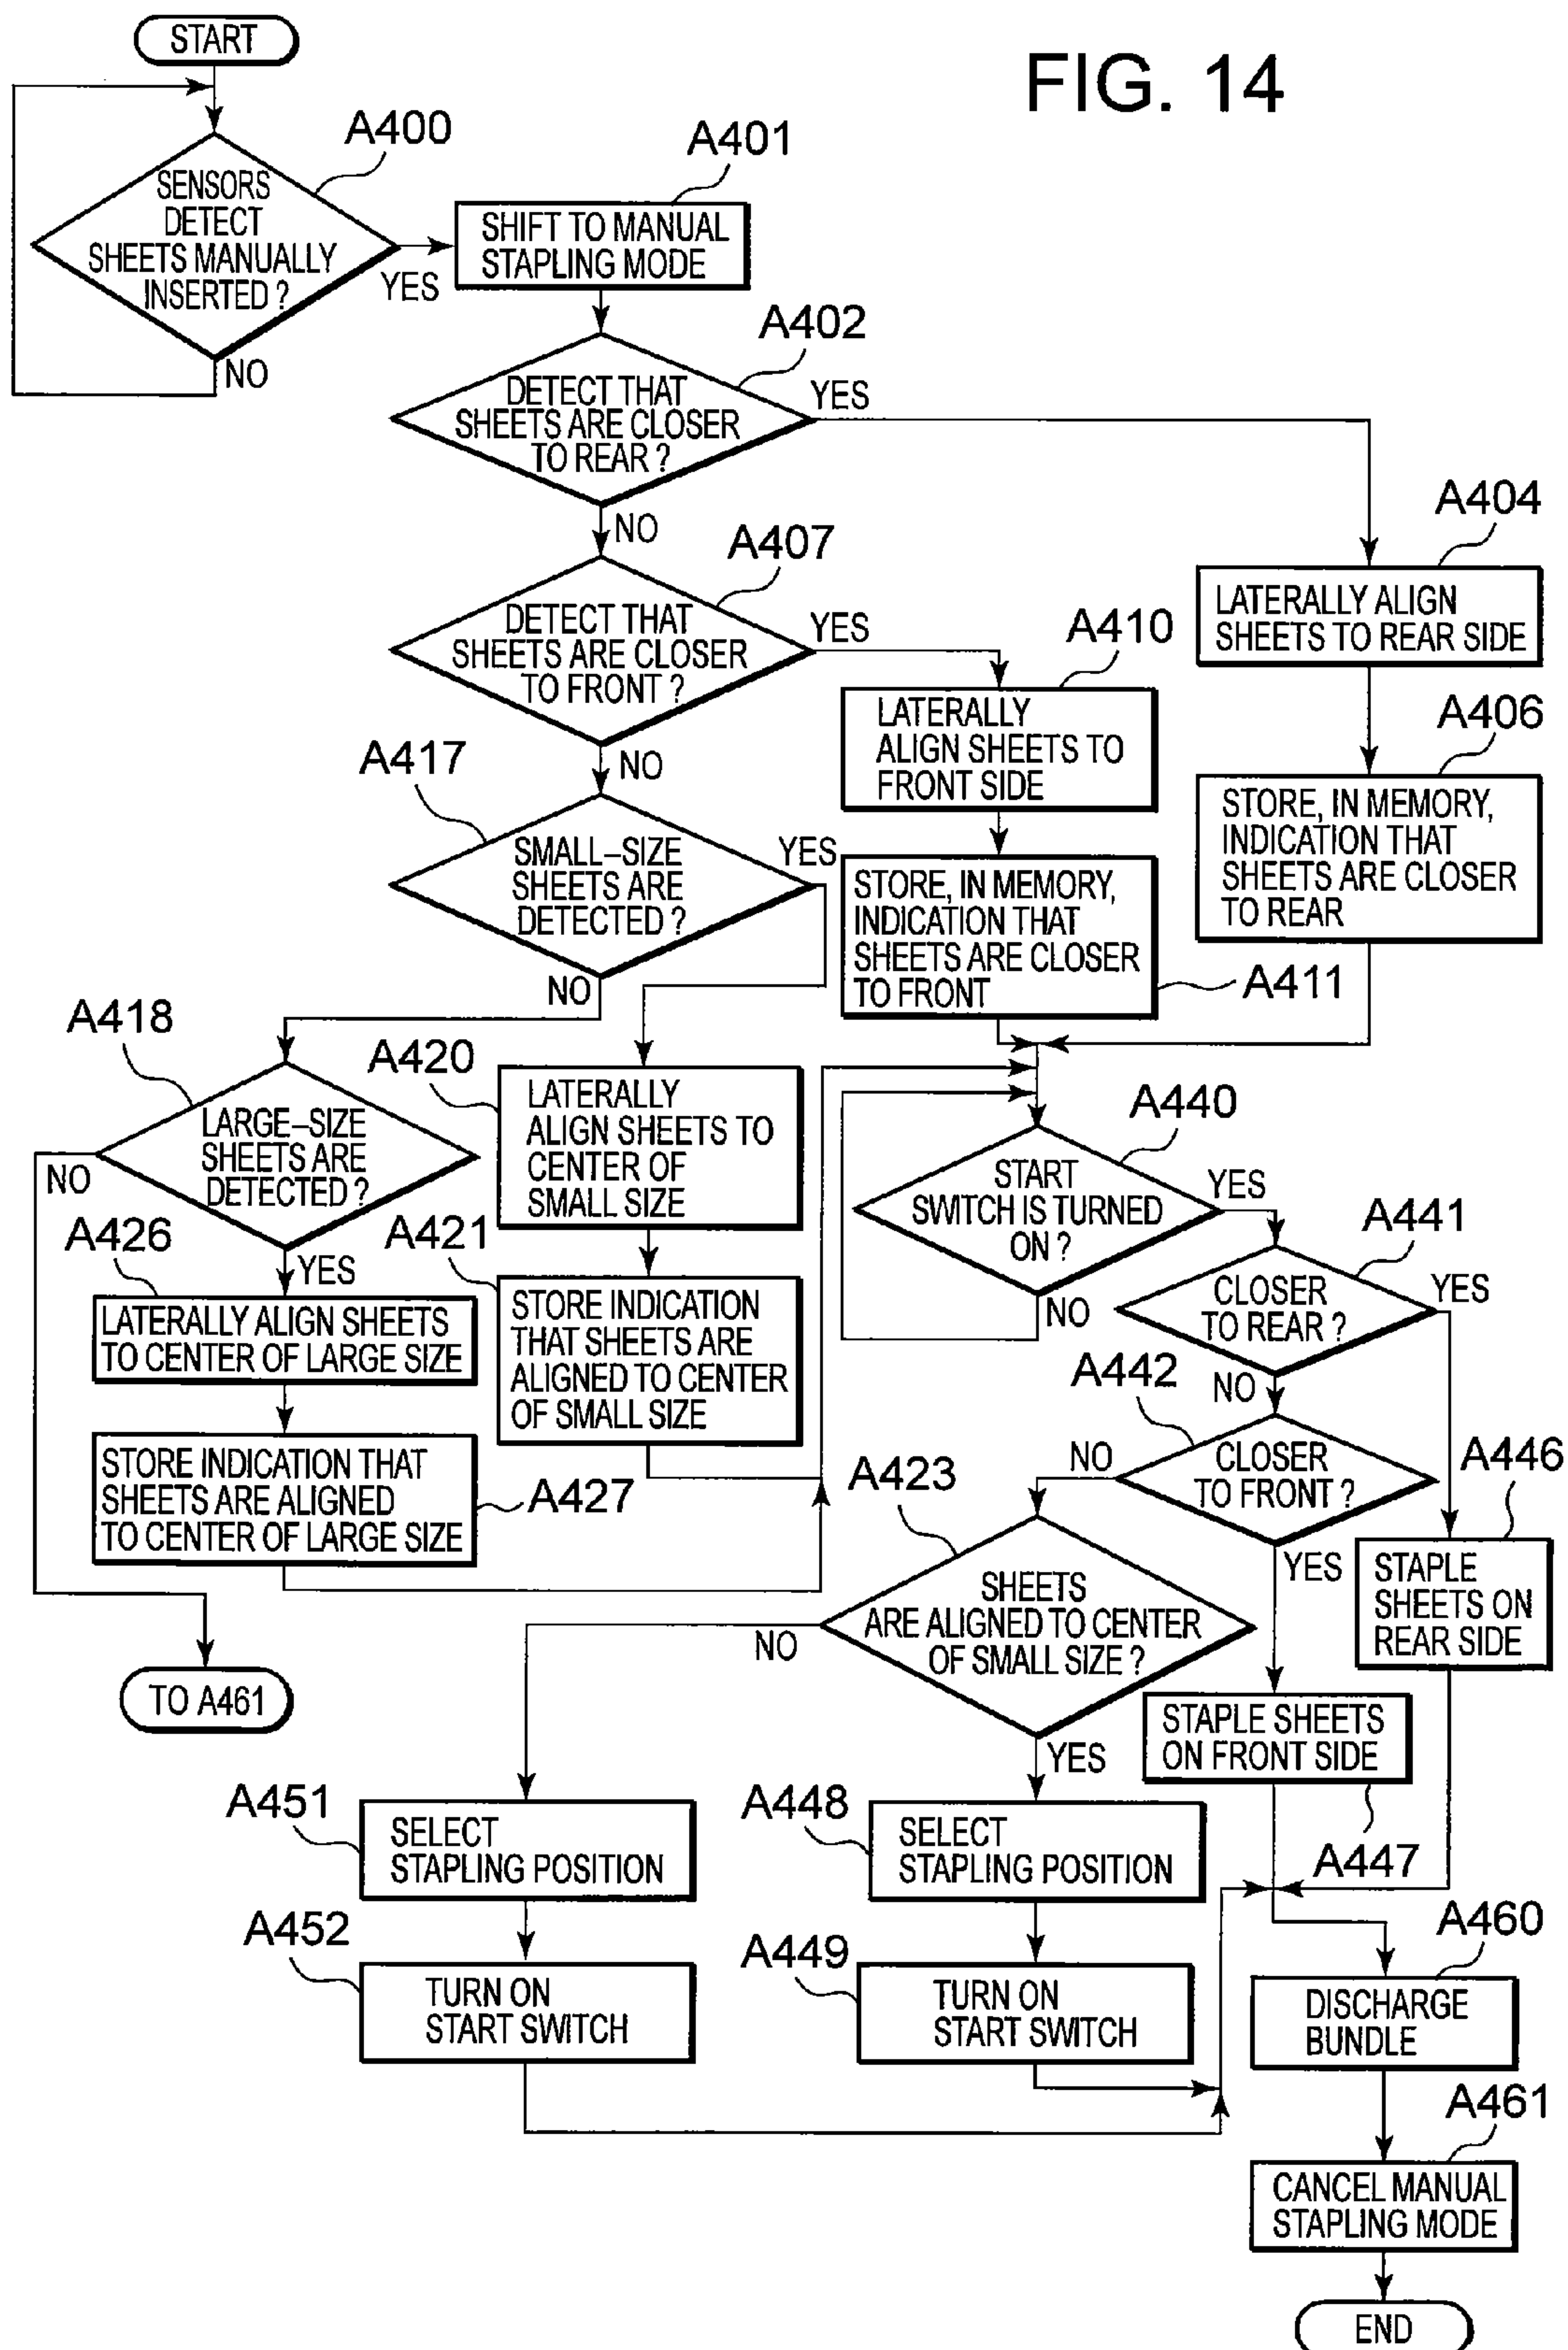 START
FIG. 14
A400
SENSORS
DETECT
SHEETS MANUALLY
INSERTED ?
YES
NO
A401
SHIFT TO MANUAL
STAPLING MODE
A402
DETECT THAT
SHEETS ARE CLOSER
TO REAR ?
YES
NO
A404
LATERALLY ALIGN
SHEETS TO REAR SIDE
A406
STORE, IN MEMORY,
INDICATION THAT
SHEETS ARE CLOSER
TO REAR
A407
DETECT THAT
SHEETS ARE CLOSER
TO FRONT ?
YES
NO
A410
LATERALLY
ALIGN SHEETS TO
FRONT SIDE
STORE, IN MEMORY,
INDICATION THAT
SHEETS ARE CLOSER
TO FRONT
A411
A417
SMALL–SIZE
SHEETS ARE
DETECTED ?
YES
NO
A418
LARGE–SIZE
SHEETS ARE
DETECTED ?
NO
YES
A420
LATERALLY
ALIGN SHEETS TO
CENTER OF
SMALL SIZE
A421
STORE INDICATION
THAT SHEETS ARE
ALIGNED TO CENTER
OF SMALL SIZE
A426
LATERALLY ALIGN SHEETS
TO CENTER OF LARGE SIZE
STORE INDICATION THAT
SHEETS ARE ALIGNED
TO CENTER OF LARGE SIZE
A427
TO A461
A440
START
SWITCH IS TURNED
ON ?
YES
NO
A441
CLOSER
TO REAR ?
YES
NO
A442
CLOSER
TO FRONT ?
NO
YES
A446
STAPLE
SHEETS ON
REAR SIDE
A423
SHEETS
ARE ALIGNED TO CENTER
OF SMALL SIZE ?
NO
YES
STAPLE SHEETS
ON FRONT SIDE
A447
A451
SELECT
STAPLING POSITION
A448
SELECT
STAPLING POSITION
A452
TURN ON
START SWITCH
A449
TURN ON
START SWITCH
A460
DISCHARGE
BUNDLE
A461
CANCEL MANUAL
STAPLING MODE
END